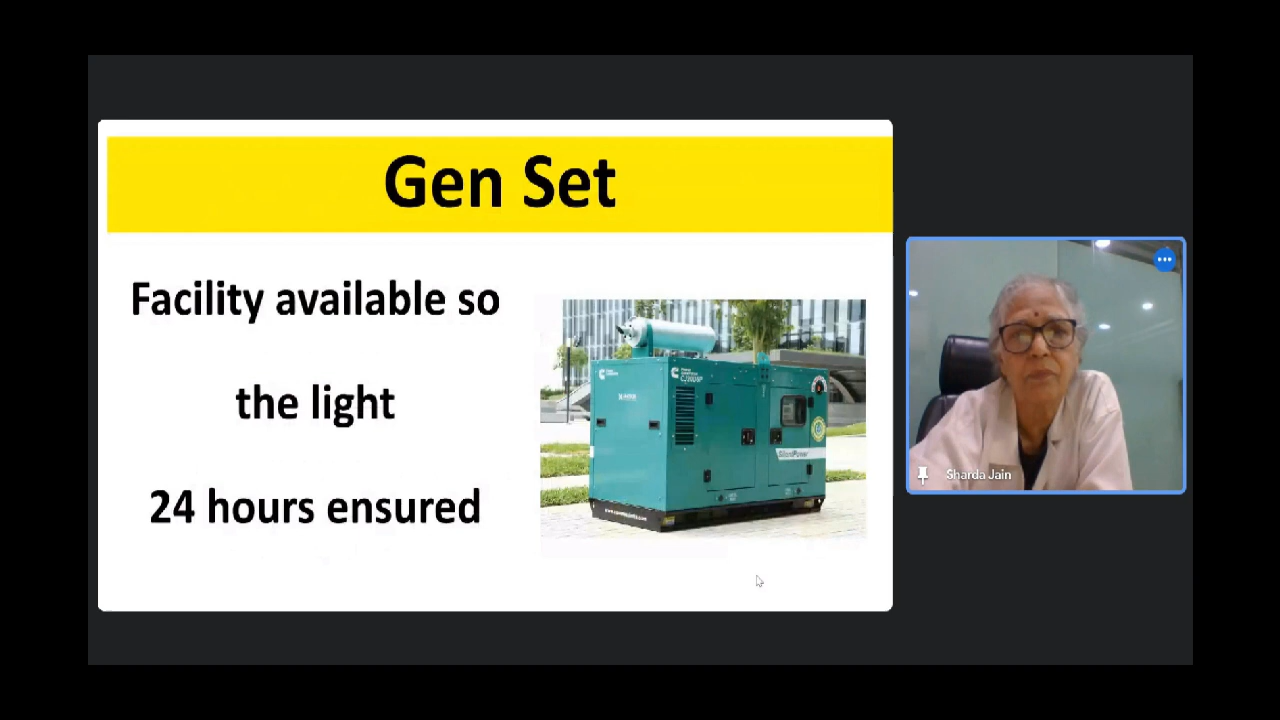 Gen Set
Facility available so
the light
24 hours ensured
Sharda Jain